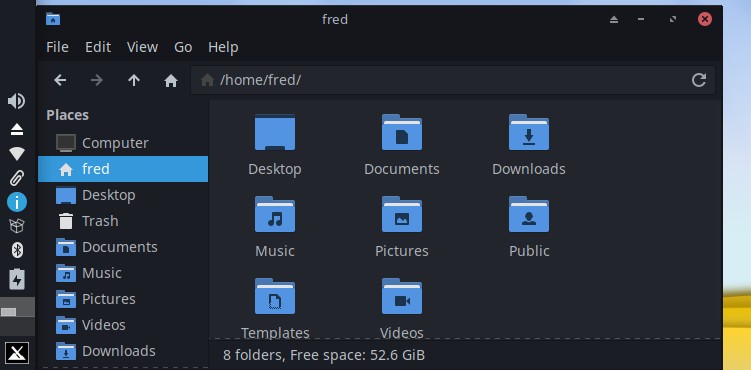 fred
File Edit View Go Help
/home/fred/
Places
Computer
fred
Desktop
Trash
Documents
Music
Pictures
Videos
Downloads
Desktop Documents Downloads
Music Pictures Public
Templates Videos
8 folders, Free space: 52.6 GiB